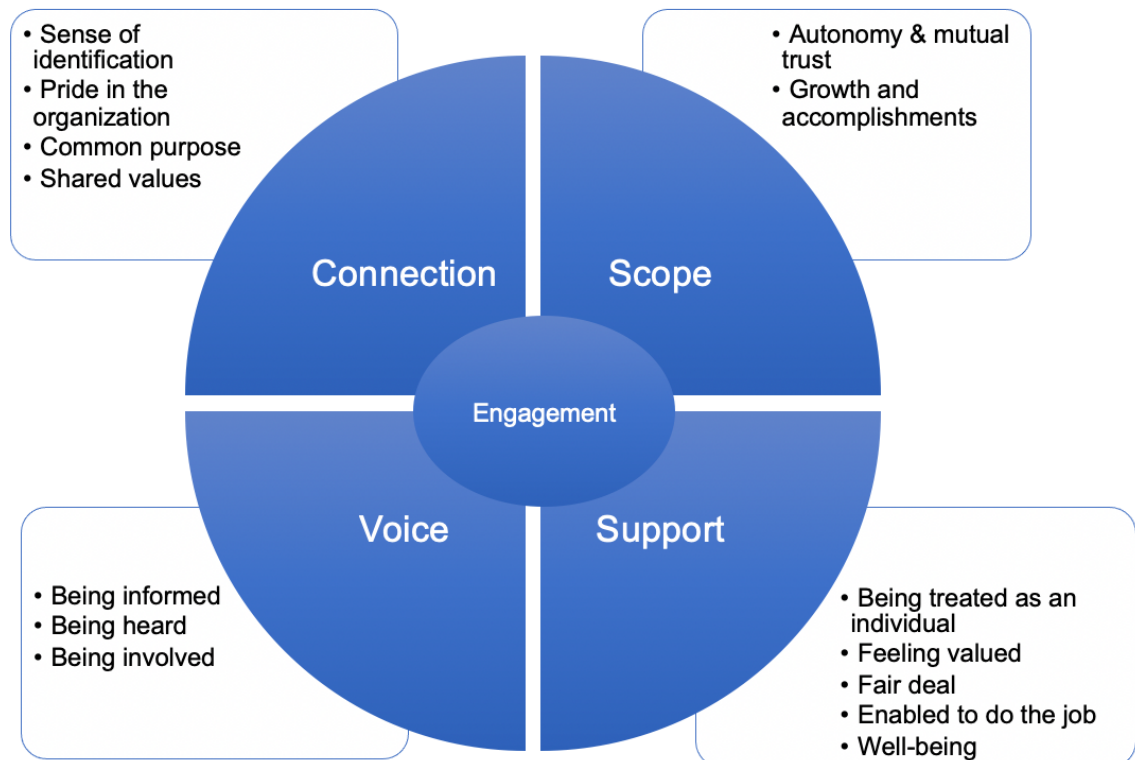 • Sense of
identification
• Pride in the
organization
• Common purpose
• Shared values
• Autonomy & mutual
trust
• Growth and
accomplishments
Connection
Scope
Engagement
Voice
Support
• Being informed
• Being heard
• Being involved
• Being treated as an
individual
• Feeling valued
• Fair deal
• Enabled to do the job
• Well-being